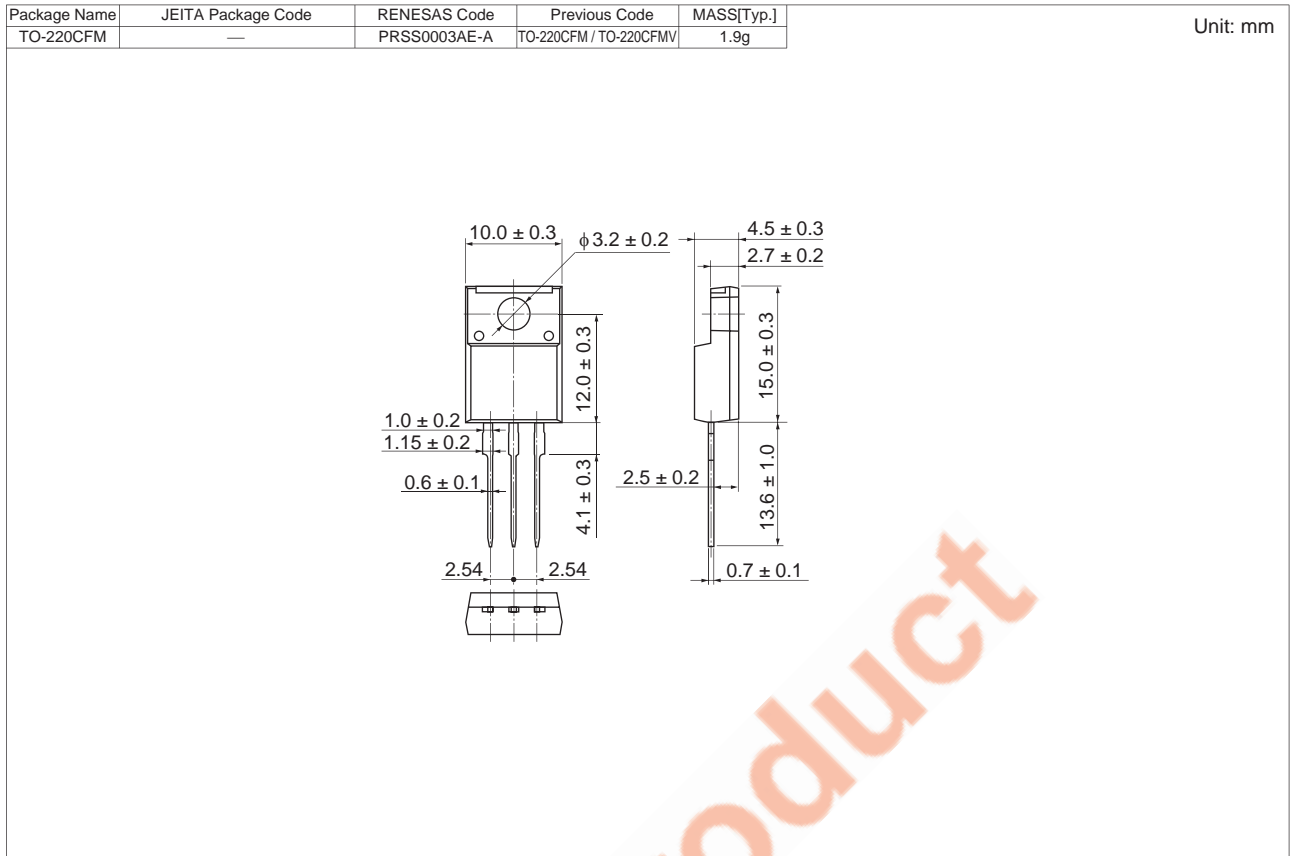 Package Name JEITA Package Code RENESAS Code Previous Code MASS[Typ.]
TO-220CFM — PRSS0003AE-A TO-220CFM / TO-220CFMV 1.9g
Unit: mm
10.0 ± 0.3
ϕ3.2 ± 0.2
4.5 ± 0.3
2.7 ± 0.2
12.0 ± 0.3
15.0 ± 0.3
1.0 ± 0.2
1.15 ± 0.2
0.6 ± 0.1
4.1 ± 0.3
2.5 ± 0.2
13.6 ± 1.0
2.54 2.54
0.7 ± 0.1
oduct